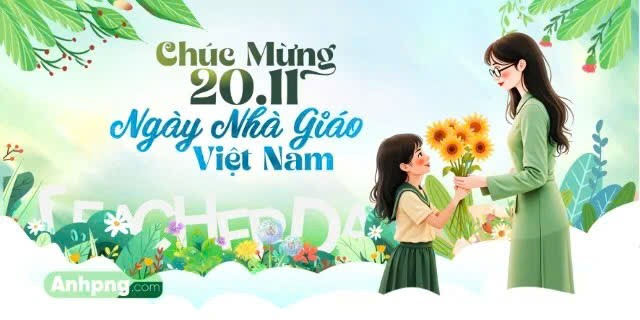 Chúc Mừng
20.11
Ngày Nhà Giáo
Việt Nam
TEACHER DA
Anhpng.com